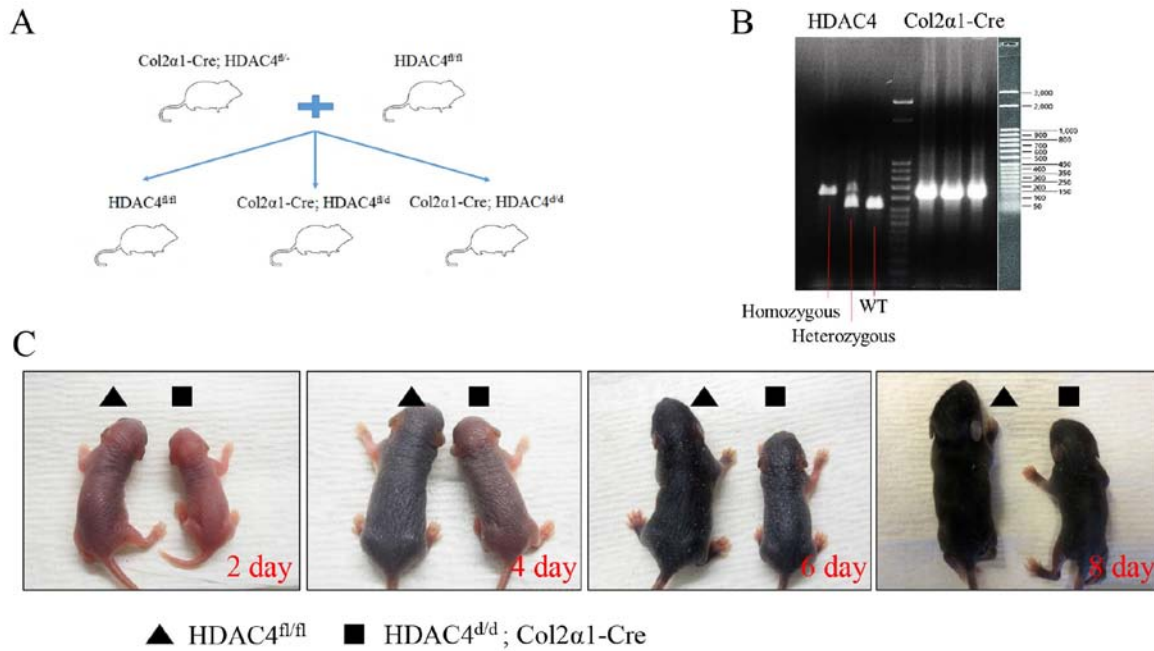 A
Col2α1-Cre; HDAC4fl/-
HDAC4fl/fl
HDAC4fl/fl
Col2α1-Cre; HDAC4fl/d
Col2α1-Cre; HDAC4d/d
B
HDAC4
Col2α1-Cre
3,000
2,000
1,000
900
800
700
600
500
450
400
350
300
250
200
150
100
50
Homozygous
WT
Heterozygous
C
2 day
4 day
6 day
8 day
HDAC4fl/fl
HDAC4d/d; Col2α1-Cre